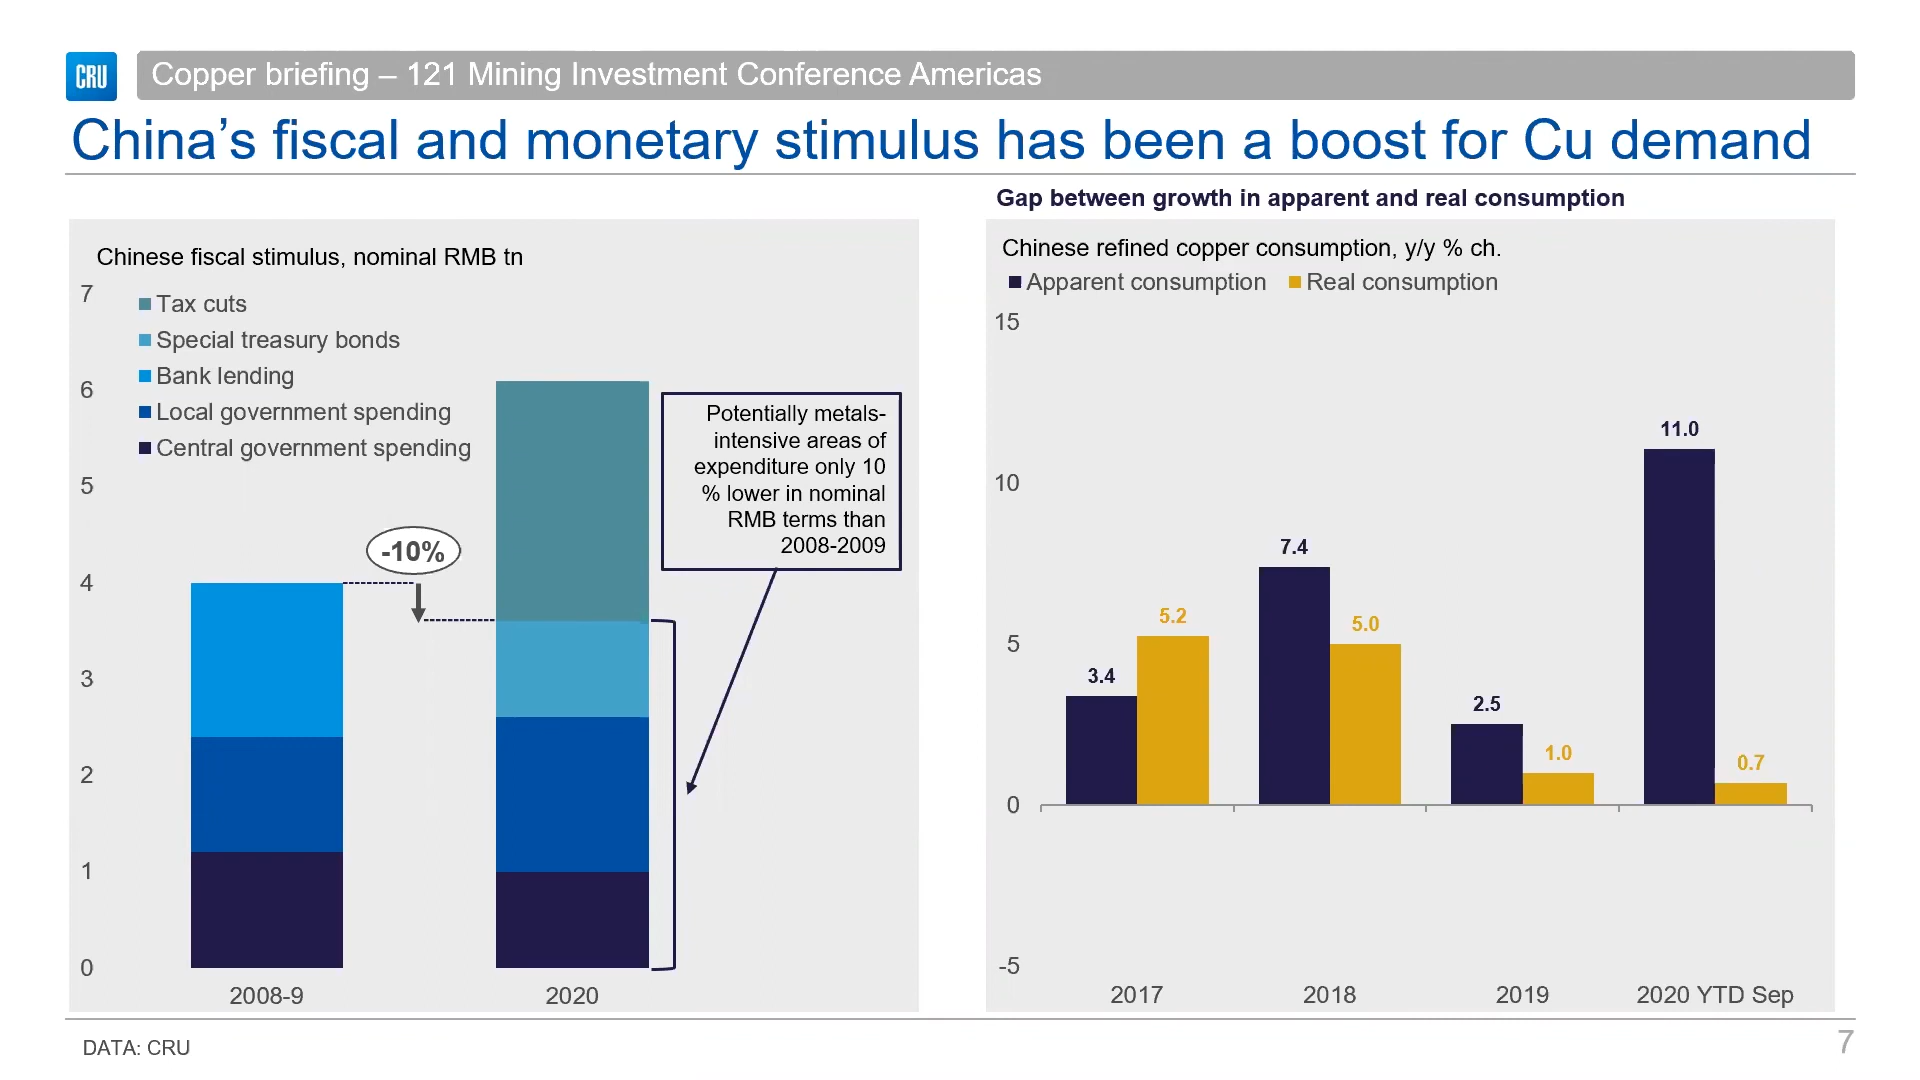 CRU
Copper briefing – 121 Mining Investment Conference Americas
China's fiscal and monetary stimulus has been a boost for Cu demand
Chinese fiscal stimulus, nominal RMB tn
7
6
5
4
3
2
1
0
Tax cuts
Special treasury bonds
Bank lending
Local government spending
Central government spending
-10%
Potentially metals-
intensive areas of
expenditure only 10
% lower in nominal
RMB terms than
2008-2009
2008-9
2020
Gap between growth in apparent and real consumption
Chinese refined copper consumption, y/y % ch.
Apparent consumption
Real consumption
15
10
5
0
-5
3.4
5.2
7.4
5.0
2.5
1.0
11.0
0.7
2017
2018
2019
2020 YTD Sep
DATA: CRU
7